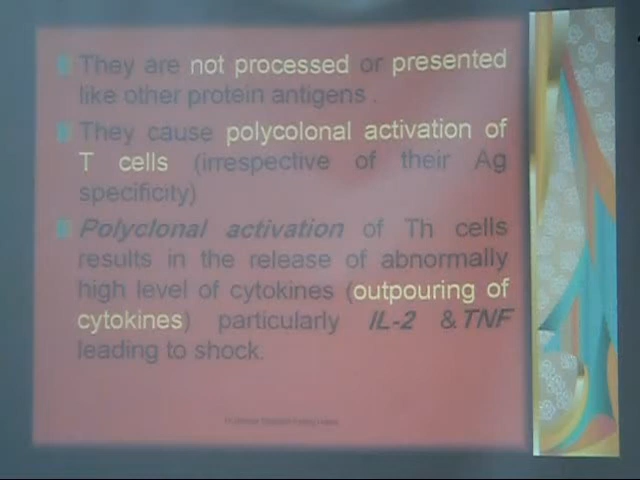 They are not processed or presented
like other protein antigens .
They cause polycolonal activation of
T cells (irrespective of their Ag
specificity)
Polyclonal activation of Th cells
results in the release of abnormally
high level of cytokines (outpouring of
cytokines) particularly IL-2 & TNF
leading to shock.